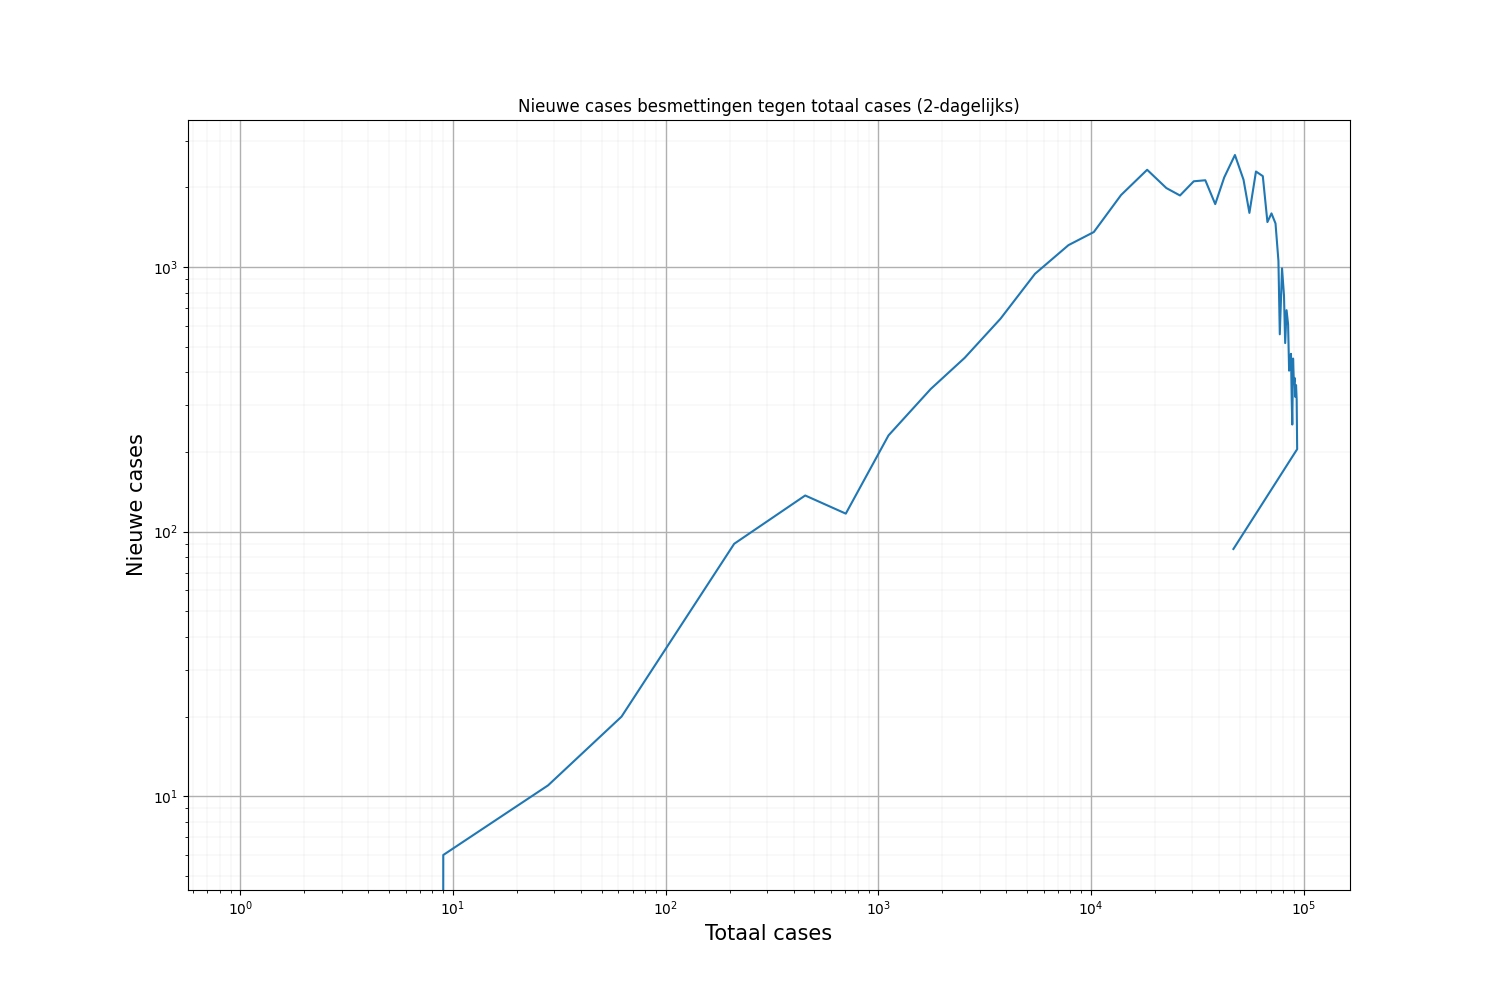 Nieuwe cases besmettingen tegen totaal cases (2-dagelijks)
Nieuwe cases
10³
10²
10¹
10⁰ 10¹ 10² 10³ 10⁴ 10⁵
Totaal cases